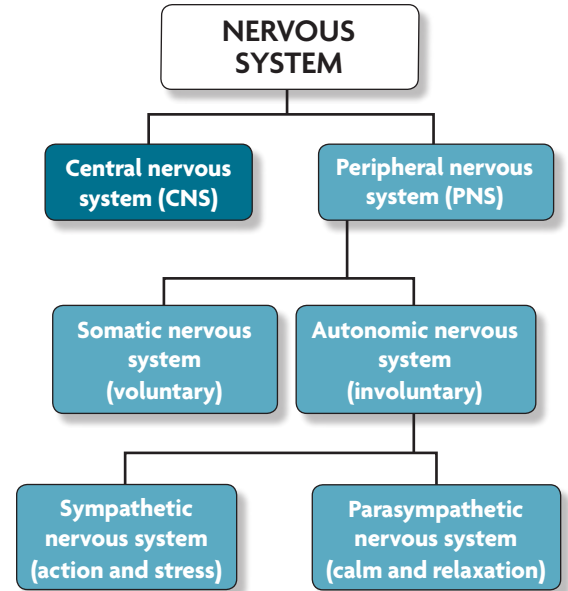 NERVOUS
SYSTEM
Central nervous
system (CNS)
Peripheral nervous
system (PNS)
Somatic nervous
system
(voluntary)
Autonomic nervous
system
(involuntary)
Sympathetic
nervous system
(action and stress)
Parasympathetic
nervous system
(calm and relaxation)